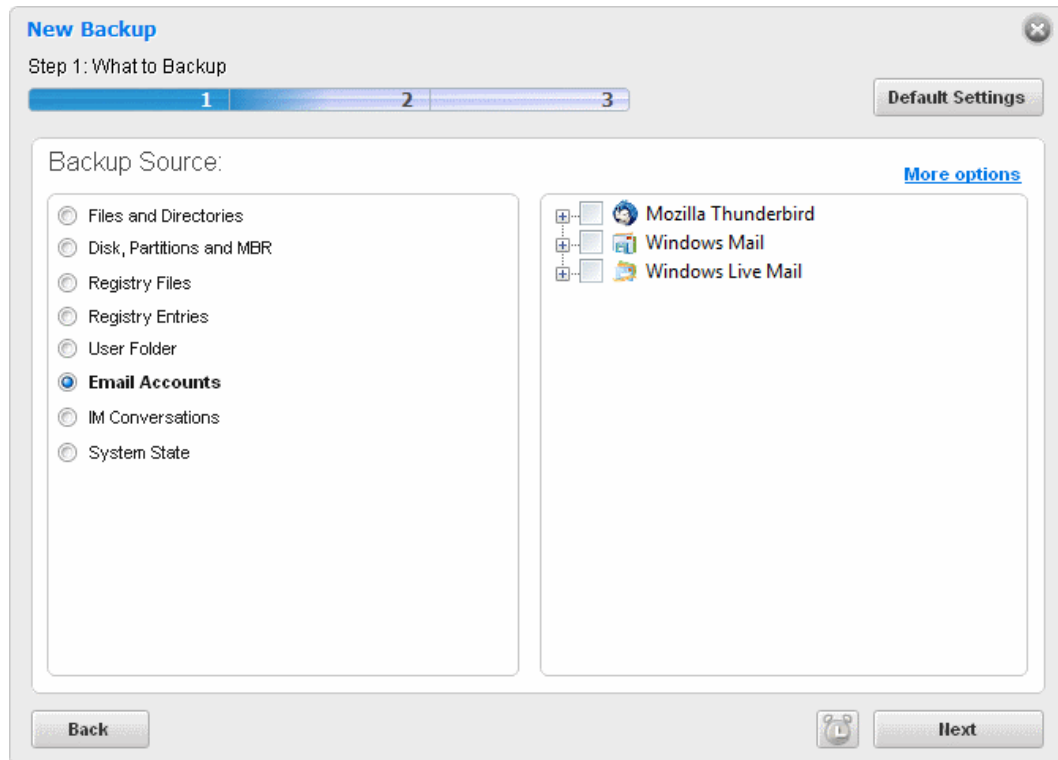 New Backup
Step 1: What to Backup
1 2 3
Default Settings
Backup Source:
More options
Files and Directories
Disk, Partitions and MBR
Registry Files
Registry Entries
User Folder
Email Accounts
IM Conversations
System State
Mozilla Thunderbird
Windows Mail
Windows Live Mail
Back
Next